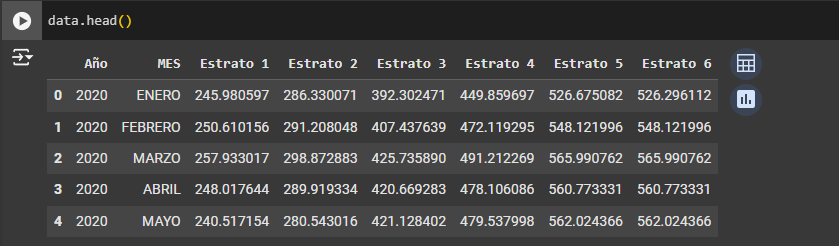 data.head()
Año MES Estrato 1 Estrato 2 Estrato 3 Estrato 4 Estrato 5 Estrato 6
0 2020 ENERO 245.980597 286.330071 392.302471 449.859697 526.675082 526.296112
1 2020 FEBRERO 250.610156 291.208048 407.437639 472.119295 548.121996 548.121996
2 2020 MARZO 257.933017 298.872883 425.735890 491.212269 565.990762 565.990762
3 2020 ABRIL 248.017644 289.919334 420.669283 478.106086 560.773331 560.773331
4 2020 MAYO 240.517154 280.543016 421.128402 479.537998 562.024366 562.024366